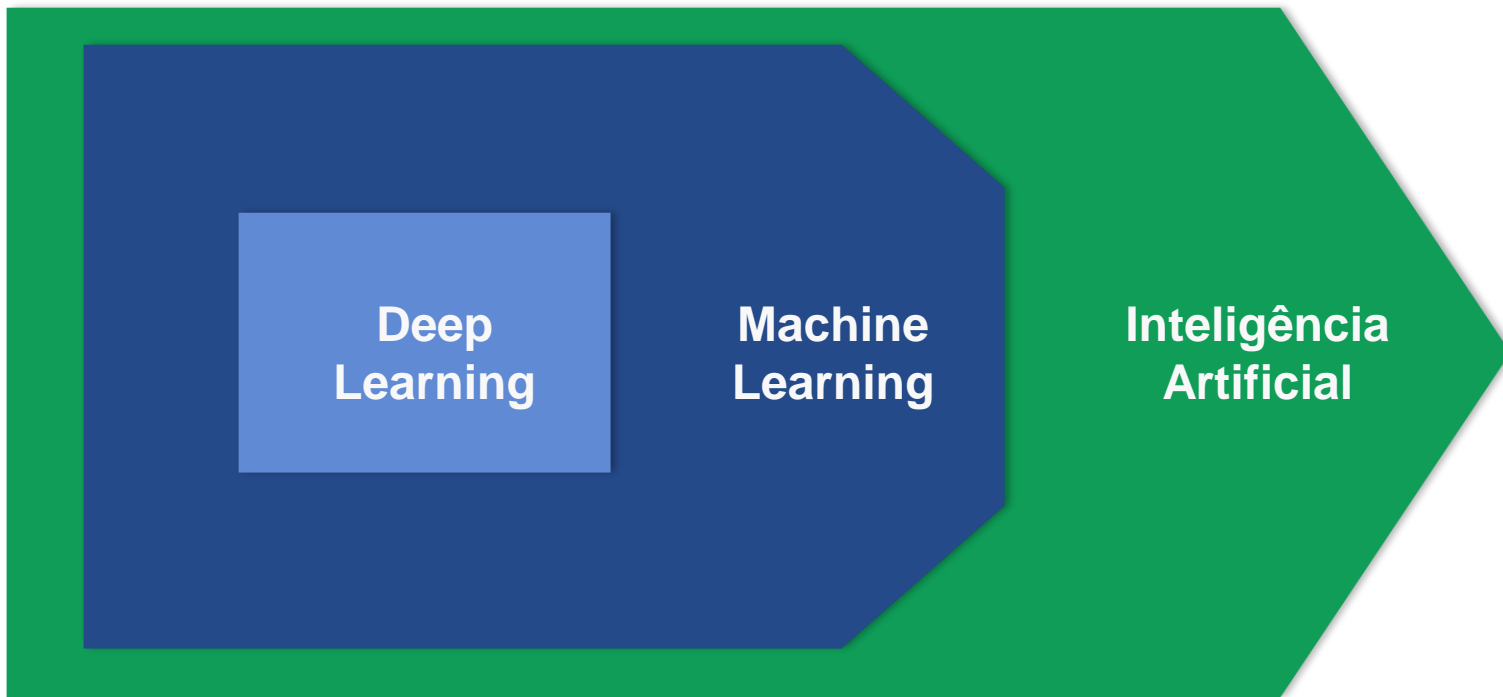 Deep
Learning
Machine
Learning
Inteligência
Artificial